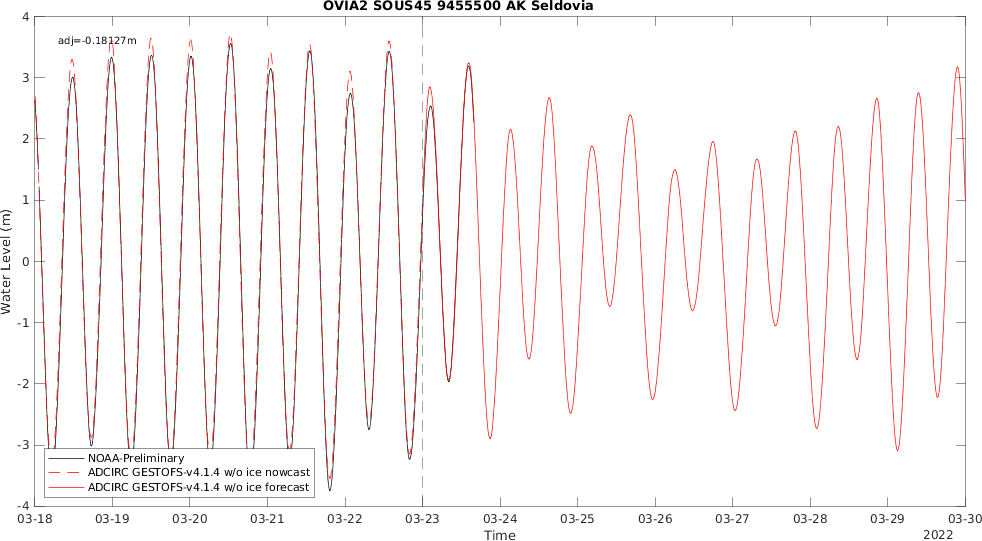 OVIA2 SOUS45 9455500 AK Seldovia
adj=-0.18127m
Water Level (m)
4
3
2
1
0
-1
-2
-3
-4
NOAA-Preliminary
ADCIRC GESTOFS-v4.1.4 w/o ice nowcast
ADCIRC GESTOFS-v4.1.4 w/o ice forecast
03-18 03-19 03-20 03-21 03-22 03-23 03-24 03-25 03-26 03-27 03-28 03-29 03-30
Time
2022